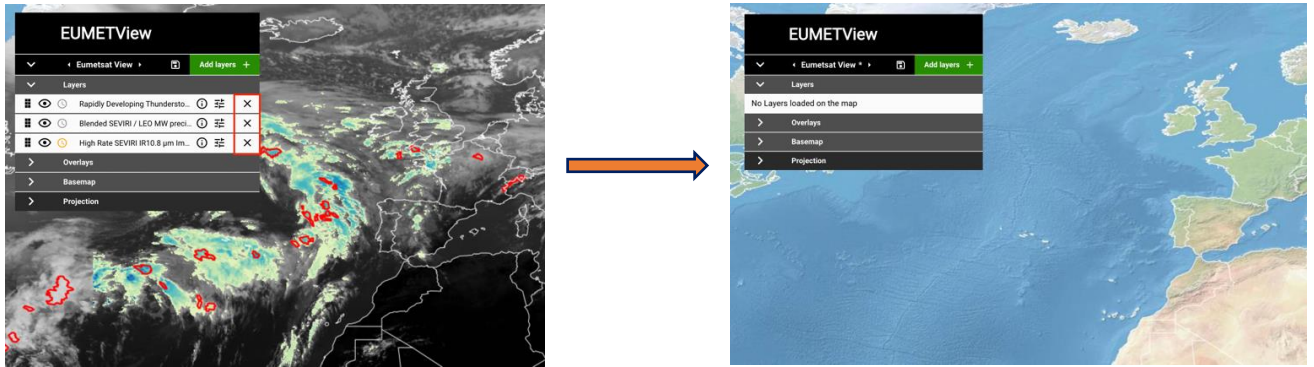 EUMETView
Eumetsat View
Add layers +
Layers
Rapidly Developing Thundersto...
Blended SEVIRI / LEO MW preci...
High Rate SEVIRI IR10.8 µm Im...
Overlays
Basemap
Projection
EUMETView
Eumetsat View *
Add layers +
Layers
No Layers loaded on the map
Overlays
Basemap
Projection